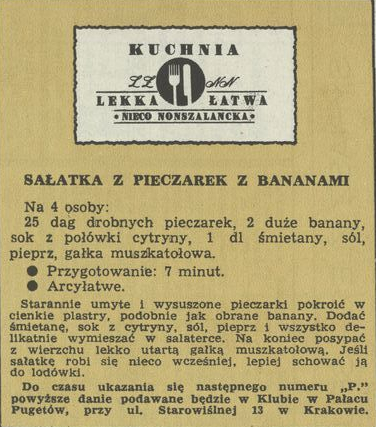 KUCHNIA
ŁŻ NN
LEKKA ŁATWA
• NIECO NONSZALANCKA •
SAŁATKA Z PIECZAREK Z BANANAMI
Na 4 osoby:
25 dag drobnych pieczarek, 2 duże banany,
sok z połówki cytryny, 1 dl śmietany, sól,
pieprz, gałka muszkatołowa.
● Przygotowanie: 7 minut.
● Arcyłatwe.
Starannie umyte i wysuszone pieczarki pokroić w
cienkie plastry, podobnie jak obrane banany. Dodać
śmietanę, sok z cytryny, sól, pieprz i wszystko de-
likatnie wymieszać w salaterce. Na koniec posypać
z wierzchu lekko utartą gałką muszkatołową. Jeśli
sałatkę robi się nieco wcześniej, lepiej schować ją
do lodówki.
Do czasu ukazania się następnego numeru „P."
powyższe danie podawane będzie w Klubie w Pałacu
Pugetów, przy ul. Starowiślnej 13 w Krakowie.